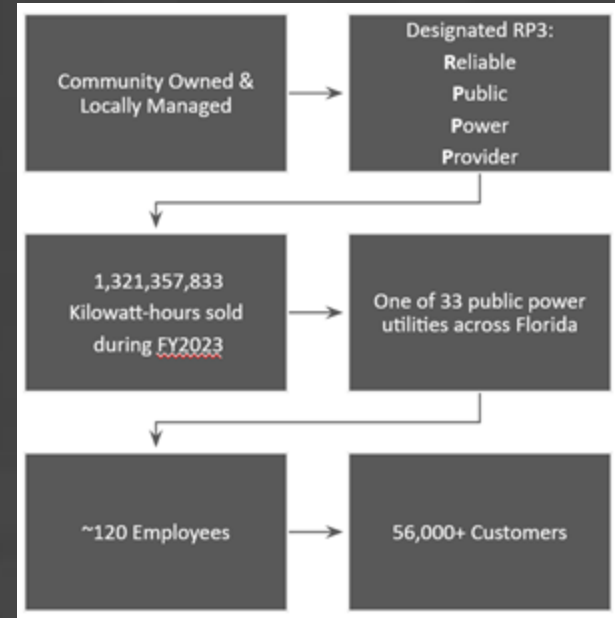 Community Owned &
Locally Managed
Designated RP3:
Reliable
Public
Power
Provider
1,321,357,833
Kilowatt-hours sold
during FY2023
One of 33 public power
utilities across Florida
~120 Employees
56,000+ Customers